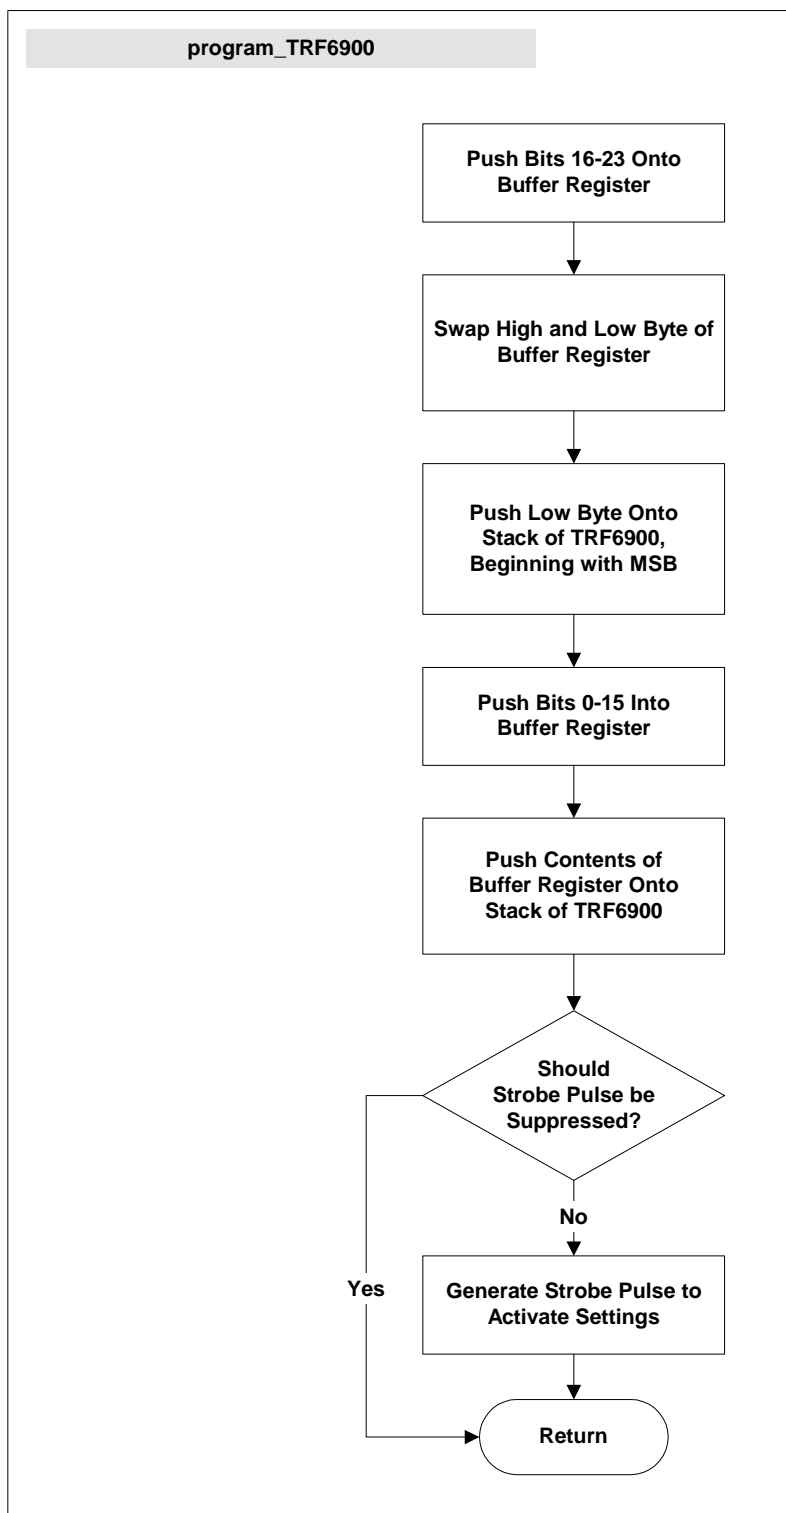 program_TRF6900
Push Bits 16-23 Onto
Buffer Register
Swap High and Low Byte of
Buffer Register
Push Low Byte Onto
Stack of TRF6900,
Beginning with MSB
Push Bits 0-15 Into
Buffer Register
Push Contents of
Buffer Register Onto
Stack of TRF6900
Should
Strobe Pulse be
Suppressed?
No
Yes
Generate Strobe Pulse to
Activate Settings
Return